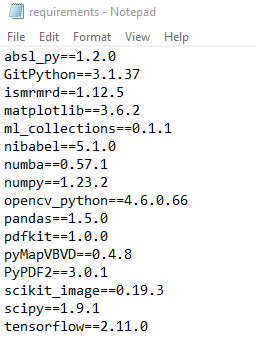 requirements - Notepad
File Edit Format View Help
absl_py==1.2.0
GitPython==3.1.37
ismrmrd==1.12.5
matplotlib==3.6.2
ml_collections==0.1.1
nibabel==5.1.0
numba==0.57.1
numpy==1.23.2
opencv_python==4.6.0.66
pandas==1.5.0
pdfkit==1.0.0
pyMapVBVD==0.4.8
PyPDF2==3.0.1
scikit_image==0.19.3
scipy==1.9.1
tensorflow==2.11.0